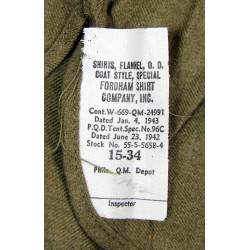 SHIRTS, FLANNEL, O. D.
COAT STYLE, SPECIAL
FORDHAM SHIRT
COMPANY, INC.
Cont. W-669-QM-24991
Dated Jan. 4, 1943
P.Q.D. Tent. Spec. No. 96C
Dated June 23, 1942
Stock No. 55-S-5658-4
15-34
Phila. Q.M. Depot
Inspector